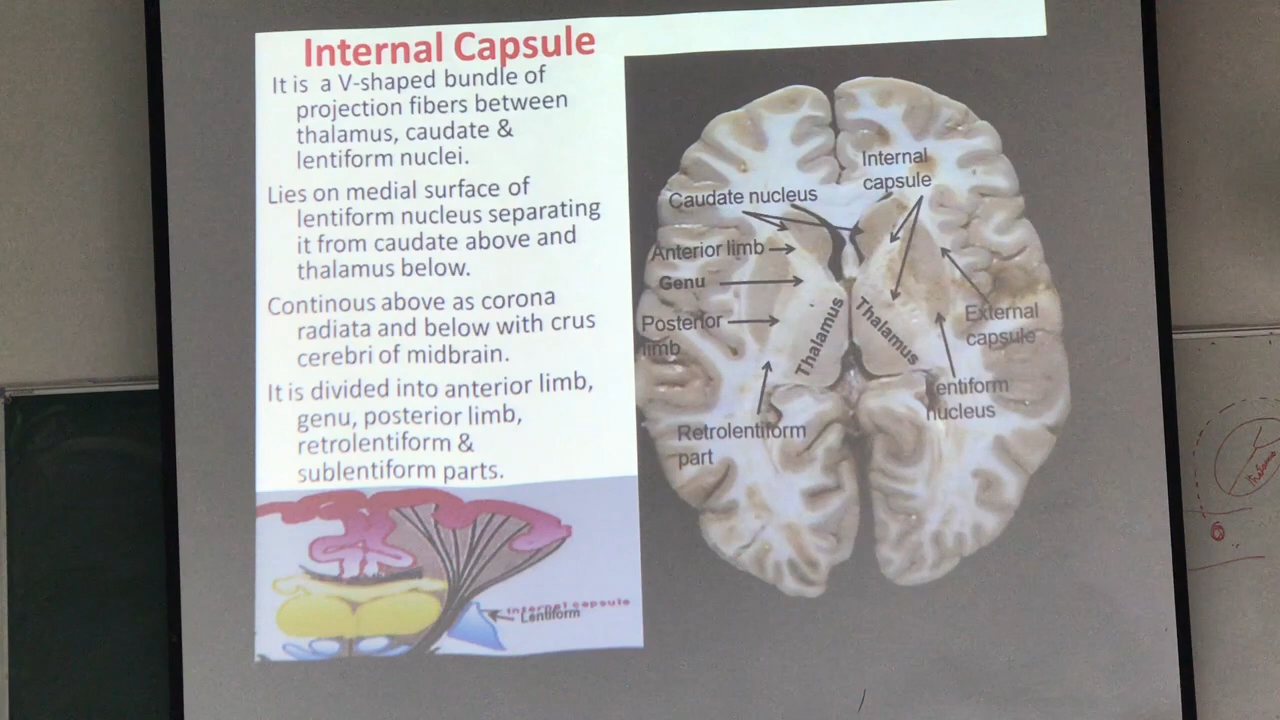 Internal Capsule
It is a V-shaped bundle of
projection fibers between
thalamus, caudate &
lentiform nuclei.
Lies on medial surface of
lentiform nucleus separating
it from caudate above and
thalamus below.
Continous above as corona
radiata and below with crus
cerebri of midbrain.
It is divided into anterior limb,
genu, posterior limb,
retrolentiform &
sublentiform parts.
internal capsule
Lentiform
Internal
capsule
Caudate nucleus
Anterior limb
Genu
Posterior
limb
Thalamus
Thalamus
External
capsule
Lentiform
nucleus
Retrolentiform
part